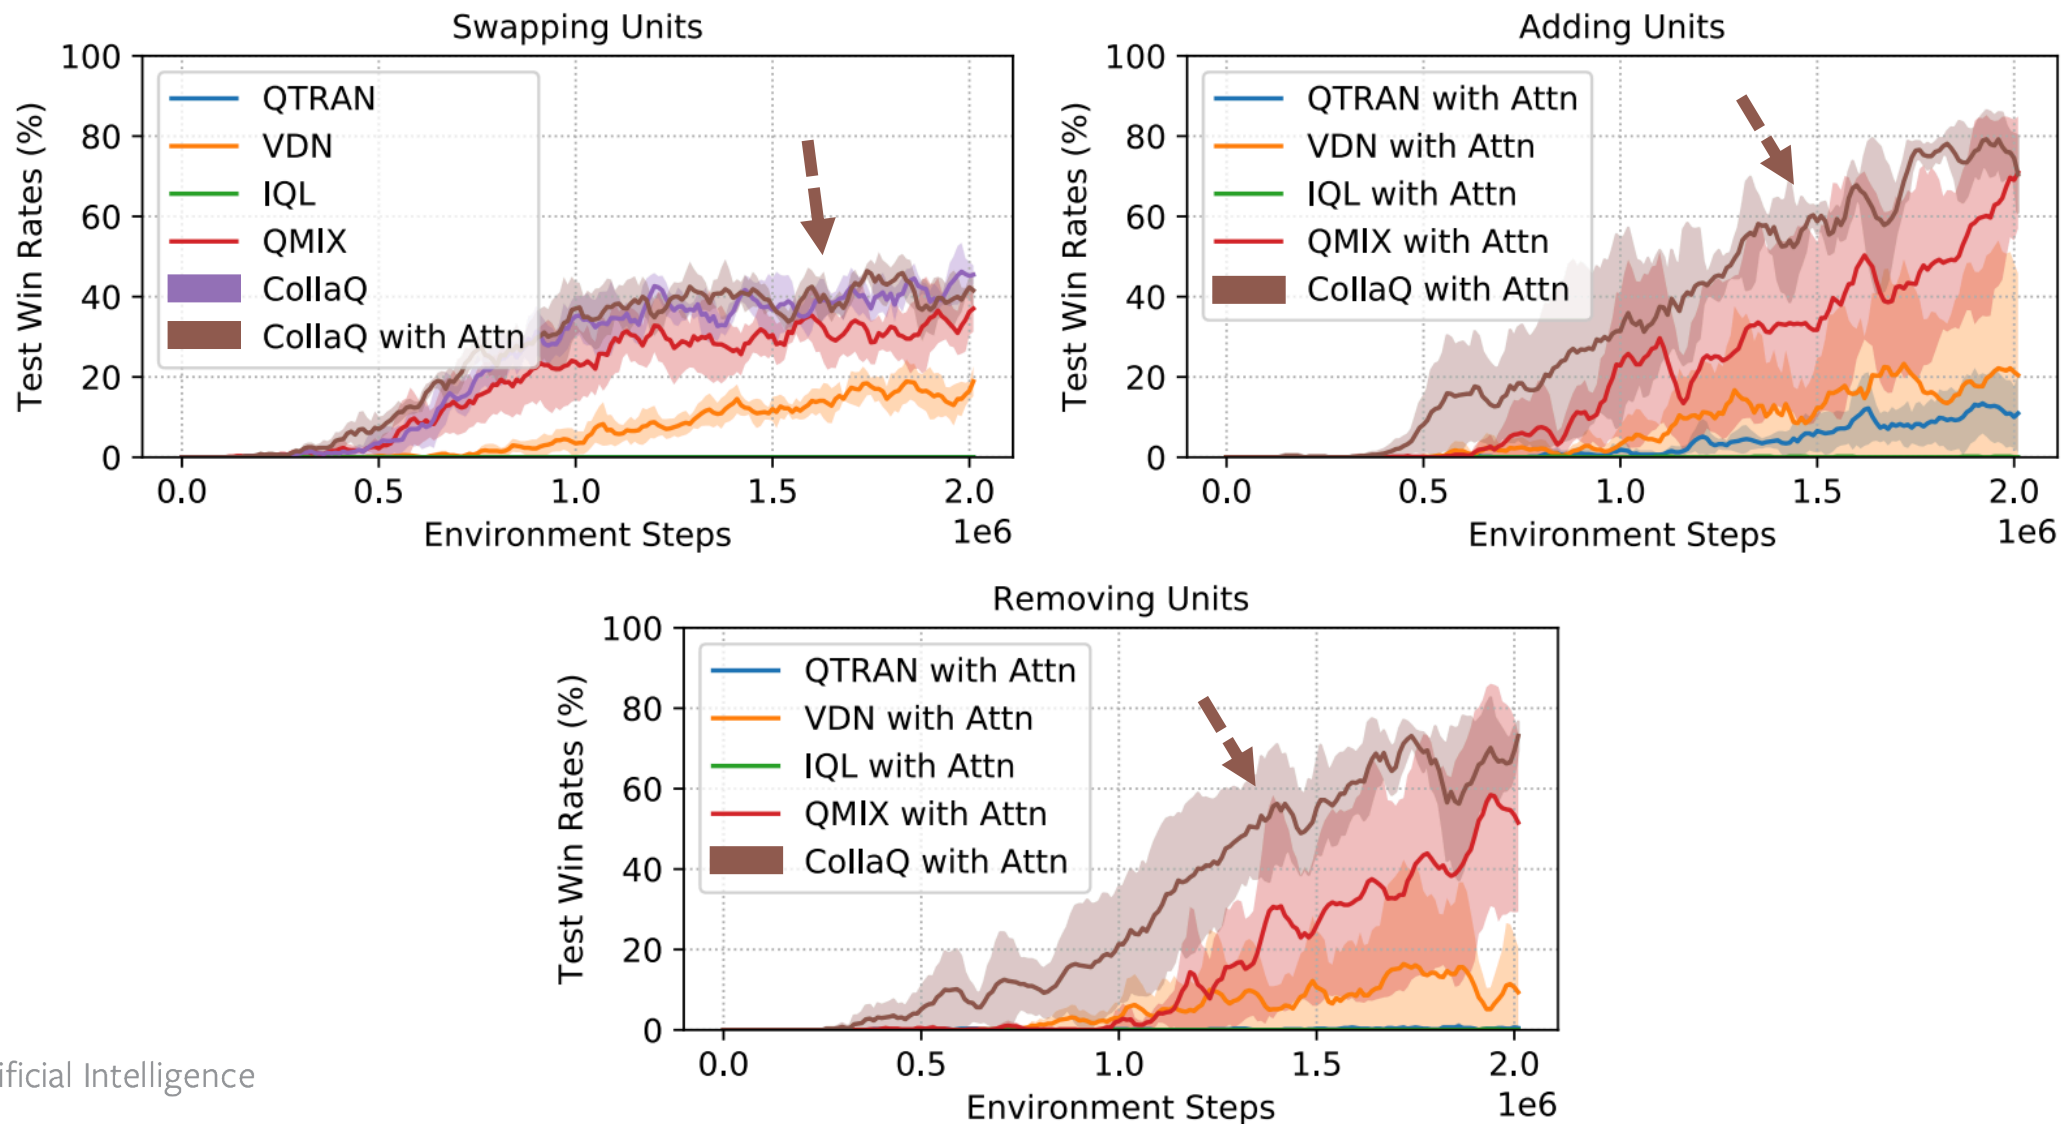 Swapping Units
100
80
60
40
20
0
Test Win Rates (%)
QTRAN
VDN
IQL
QMIX
CollaQ
CollaQ with Attn
0.0 0.5 1.0 1.5 2.0
Environment Steps
1e6
Adding Units
100
80
60
40
20
0
Test Win Rates (%)
QTRAN with Attn
VDN with Attn
IQL with Attn
QMIX with Attn
CollaQ with Attn
0.0 0.5 1.0 1.5 2.0
Environment Steps
1e6
Removing Units
100
80
60
40
20
0
Test Win Rates (%)
QTRAN with Attn
VDN with Attn
IQL with Attn
QMIX with Attn
CollaQ with Attn
0.0 0.5 1.0 1.5 2.0
Environment Steps
1e6
ificial Intelligence